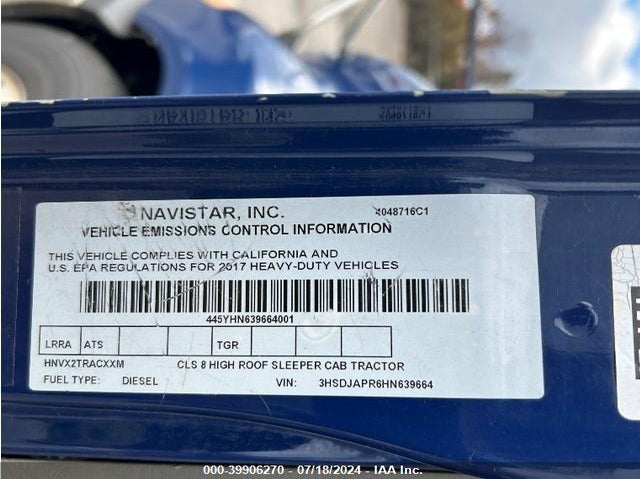 NAVISTAR, INC. 4048716C1
VEHICLE EMISSIONS CONTROL INFORMATION
THIS VEHICLE COMPLIES WITH CALIFORNIA AND
U.S. EPA REGULATIONS FOR 2017 HEAVY-DUTY VEHICLES
445YHN639664001
LRRA ATS TGR
HNVX2TRACXXM CLS 8 HIGH ROOF SLEEPER CAB TRACTOR
FUEL TYPE: DIESEL VIN: 3HSDJAPR6HN639664
000-39906270 - 07/18/2024 - IAA Inc.